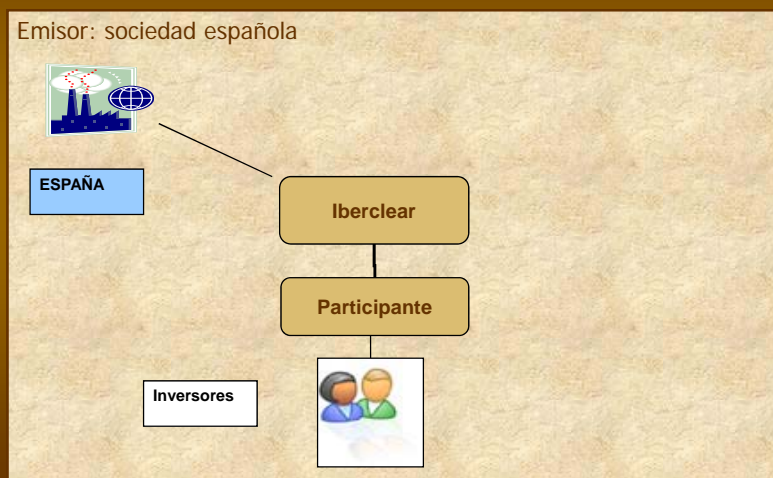 Emisor: sociedad española
ESPAÑA
Iberclear
Participante
Inversores